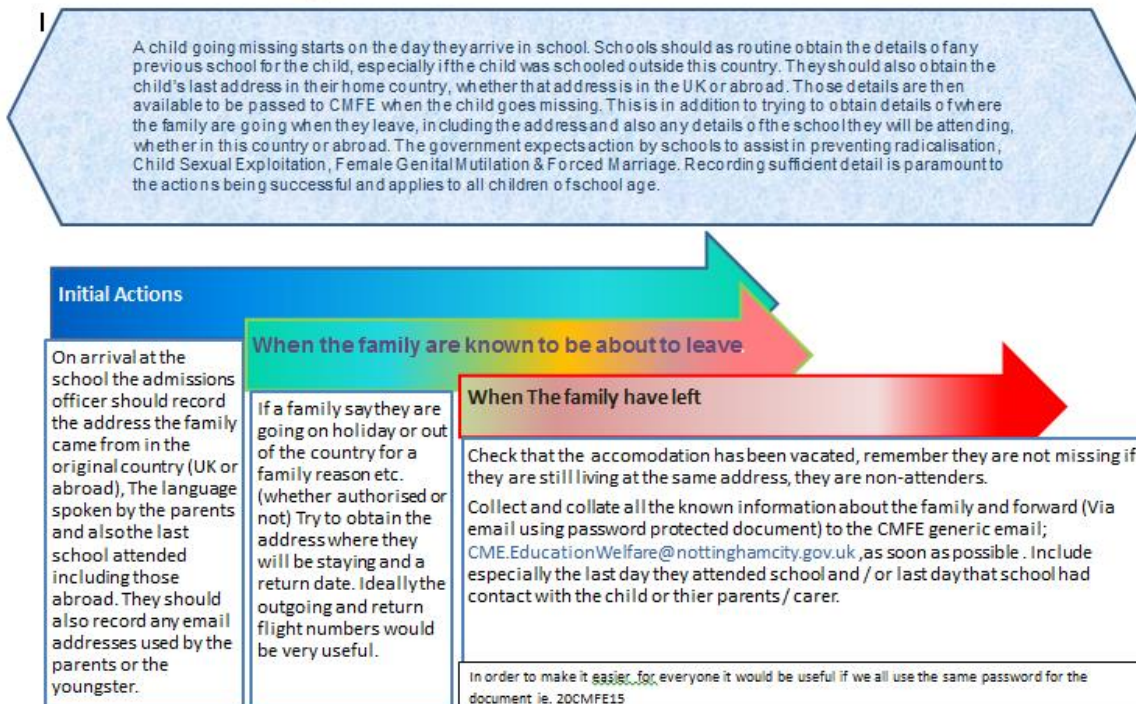 A child going missing starts on the day they arrive in school. Schools should as routine obtain the details of any
previous school for the child, especially if the child was schooled outside this country. They should also obtain the
child's last address in their home country, whether that address is in the UK or abroad. Those details are then
available to be passed to CMFE when the child goes missing. This is in addition to trying to obtain details of where
the family are going when they leave, including the address and also any details of the school they will be attending,
whether in this country or abroad. The government expects action by schools to assist in preventing radicalisation,
Child Sexual Exploitation, Female Genital Mutilation & Forced Marriage. Recording sufficient detail is paramount to
the actions being successful and applies to all children of school age.
Initial Actions
On arrival at the
school the admissions
officer should record
the address the family
came from in the
original country (UK or
abroad), The language
spoken by the parents
and also the last
school attended
including those
abroad. They should
also record any email
addresses used by the
parents or the
youngster.
When the family are known to be about to leave.
If a family say they are
going on holiday or out
of the country for a
family reason etc.
(whether authorised or
not) Try to obtain the
address where they
will be staying and a
return date. Ideally the
outgoing and return
flight numbers would
be very useful.
When The family have left
Check that the accomodation has been vacated, remember they are not missing if
they are still living at the same address, they are non-attenders.
Collect and collate all the known information about the family and forward (Via
email using password protected document) to the CMFE generic email;
CME.EducationWelfare@nottinghamcity.gov.uk ,as soon as possible . Include
especially the last day they attended school and / or last day that school had
contact with the child or thier parents / carer.
In order to make it easier for everyone it would be useful if we all use the same password for the
document ie. 20CMFE15